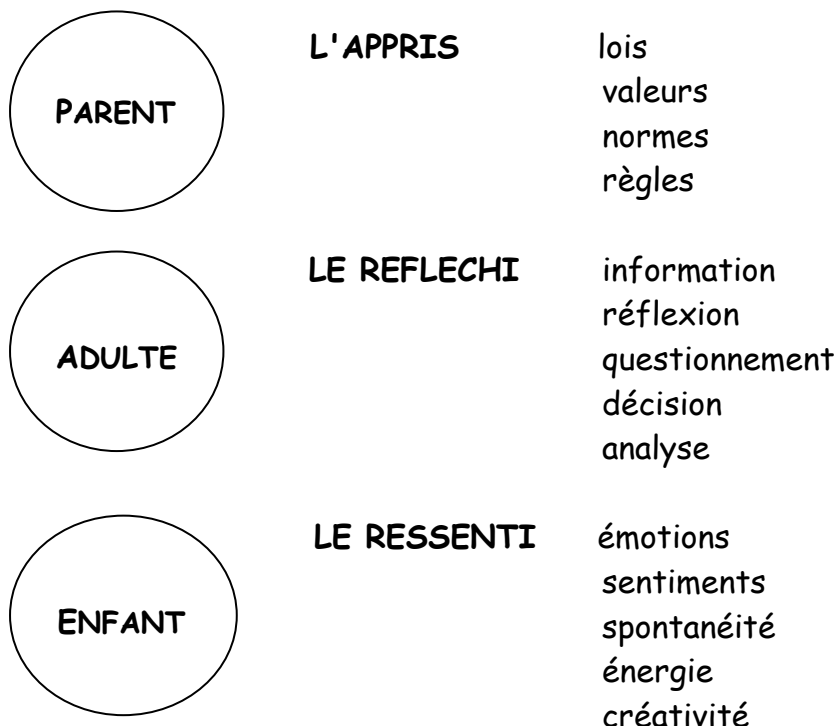 L'APPRIS lois
valeurs
PARENT
normes
règles
LE REFLECHI information
réflexion
ADULTE questionnement
décision
analyse
LE RESSENTI émotions
sentiments
ENFANT spontanéité
énergie
créativité